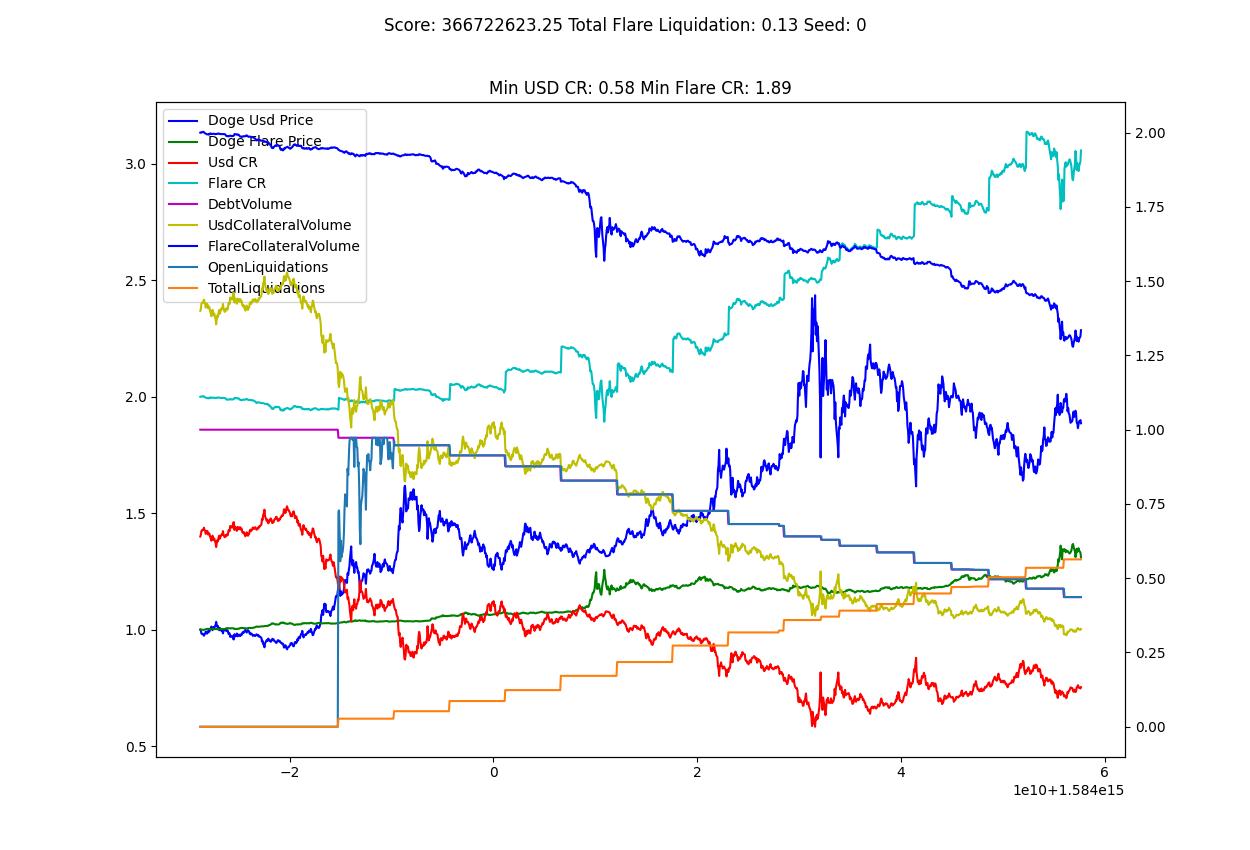 Score: 366722623.25 Total Flare Liquidation: 0.13 Seed: 0
Min USD CR: 0.58 Min Flare CR: 1.89
Doge Usd Price
Doge Flare Price
Usd CR
Flare CR
DebtVolume
UsdCollateralVolume
FlareCollateralVolume
OpenLiquidations
TotalLiquidations
3.0
2.5
2.0
1.5
1.0
0.5
2.00
1.75
1.50
1.25
1.00
0.75
0.50
0.25
0.00
−2
0
2
4
6
1e10+1.584e15